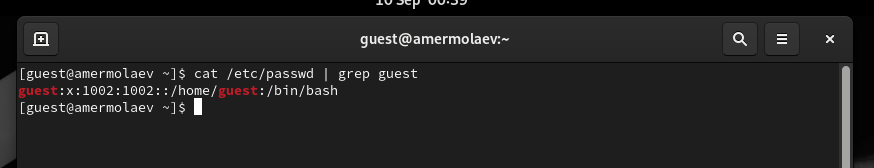 10 Sep 00:39
guest@amermolaev:~
[guest@amermolaev ~]$ cat /etc/passwd | grep guest
guest:x:1002:1002::/home/guest:/bin/bash
[guest@amermolaev ~]$